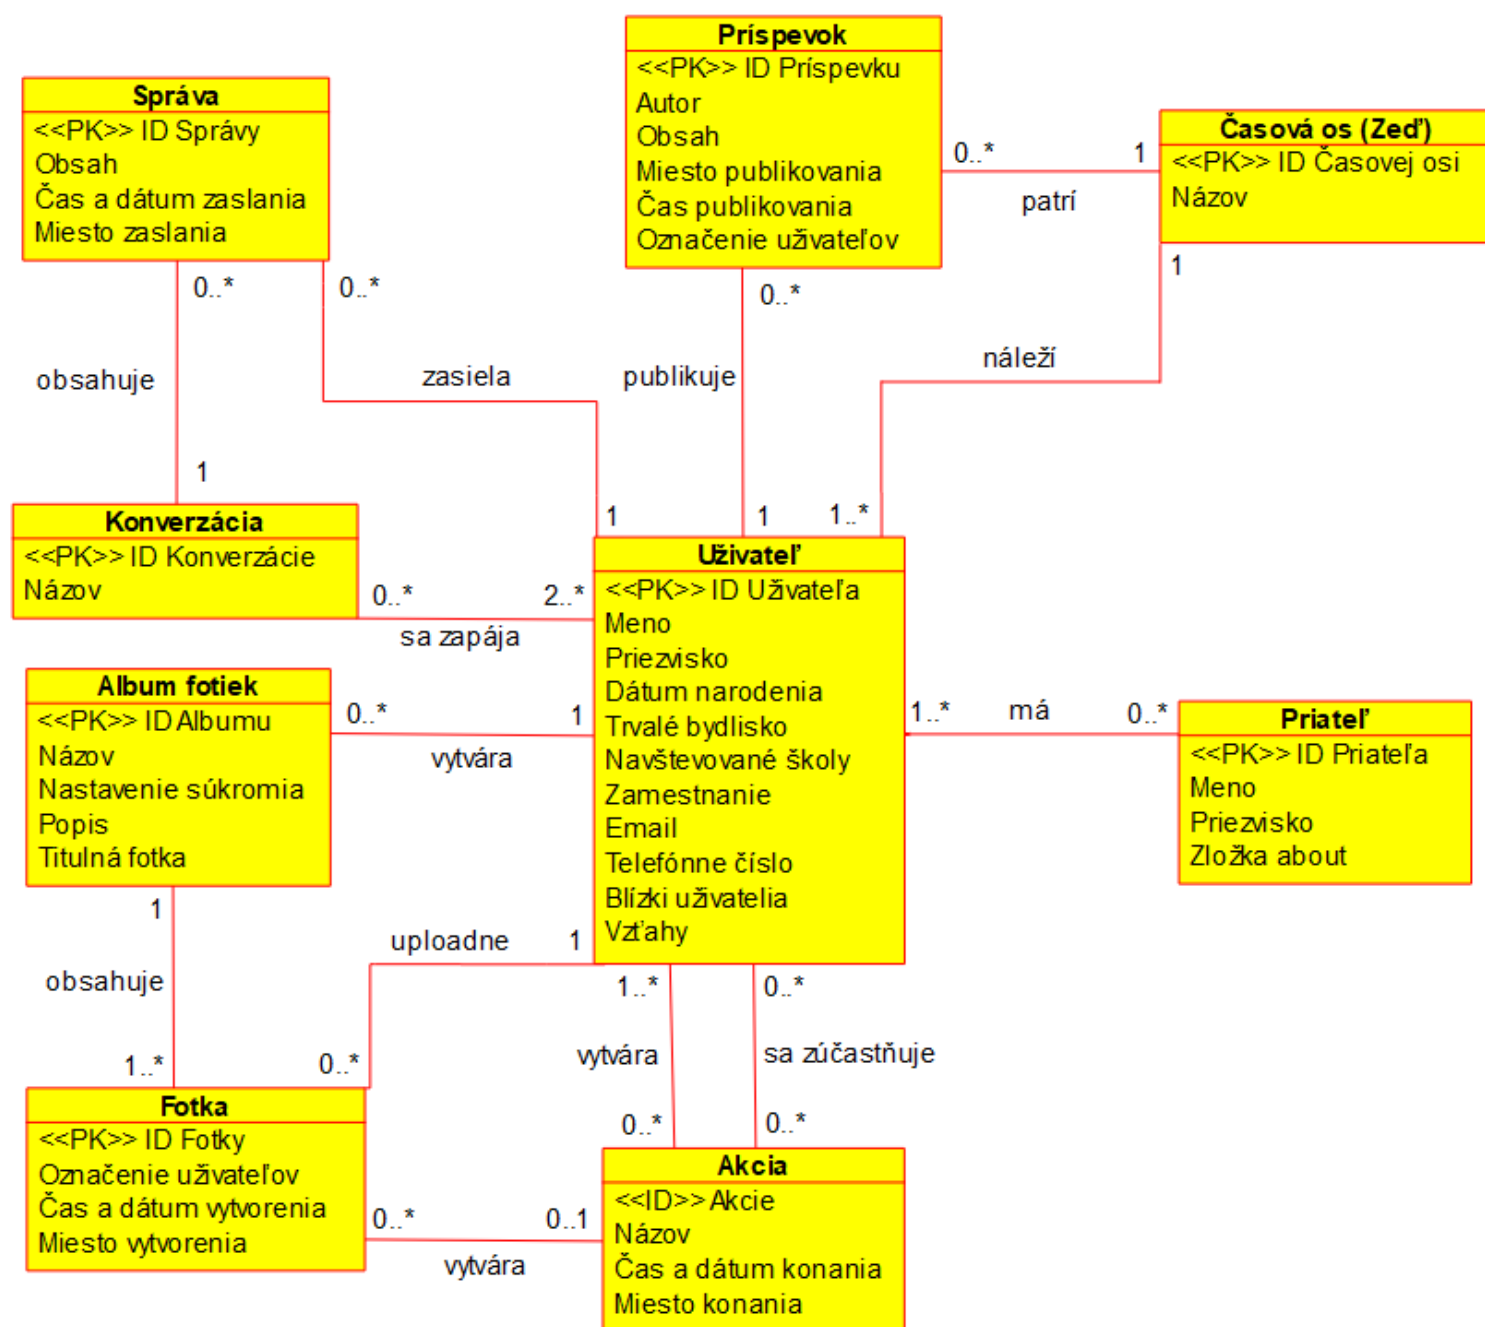 Príspevok
<<PK>> ID Príspevku
Autor
Obsah
Miesto publikovania
Čas publikovania
Označenie uživateľov
Správa
<<PK>> ID Správy
Obsah
Čas a dátum zaslania
Miesto zaslania
Časová os (Zeď)
<<PK>> ID Časovej osi
Názov
0..*
1
patrí
0..*
0..*
0..*
1
obsahuje
zasiela
publikuje
náleží
1
1
1
1..*
Konverzácia
<<PK>> ID Konverzácie
Názov
0..*
2..*
sa zapája
Uživateľ
<<PK>> ID Uživateľa
Meno
Priezvisko
Dátum narodenia
Trvalé bydlisko
Navštevované školy
Zamestnanie
Email
Telefónne číslo
Blízki uživatelia
Vzťahy
Album fotiek
<<PK>> ID Albumu
Názov
Nastavenie súkromia
Popis
Titulná fotka
0..*
1
vytvára
1..*
má
0..*
Priateľ
<<PK>> ID Priateľa
Meno
Priezvisko
Zložka about
1
uploadne
1
obsahuje
1..*
0..*
1..*
0..*
vytvára
sa zúčastňuje
0..*
0..*
Fotka
<<PK>> ID Fotky
Označenie uživateľov
Čas a dátum vytvorenia
Miesto vytvorenia
0..*
0..1
vytvára
Akcia
<<ID>> Akcie
Názov
Čas a dátum konania
Miesto konania